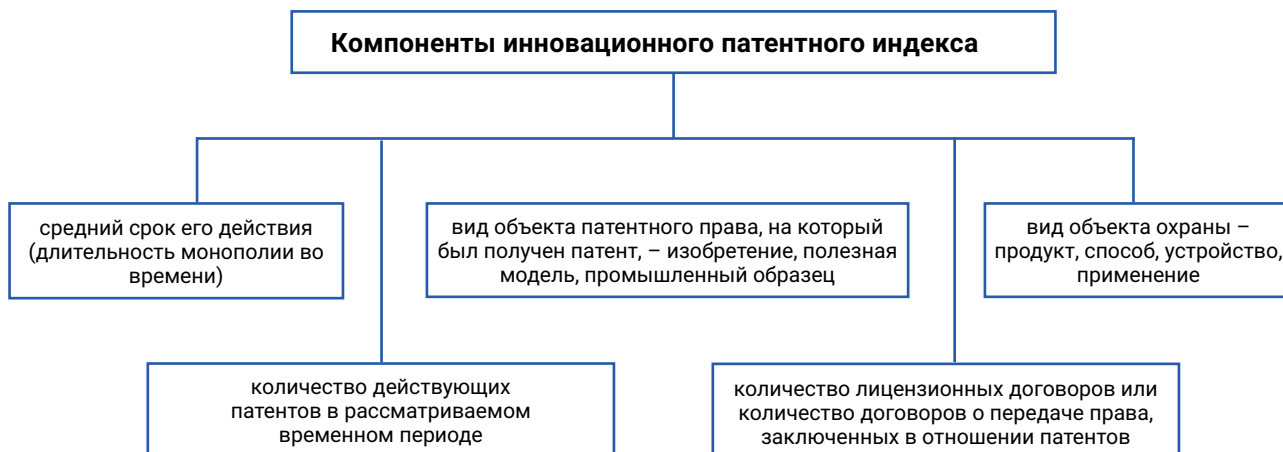 Компоненты инновационного патентного индекса
средний срок его действия
(длительность монополии во
времени)
вид объекта патентного права, на который
был получен патент, – изобретение, полезная
модель, промышленный образец
вид объекта охраны –
продукт, способ, устройство,
применение
количество действующих
патентов в рассматриваемом
временном периоде
количество лицензионных договоров или
количество договоров о передаче права,
заключенных в отношении патентов